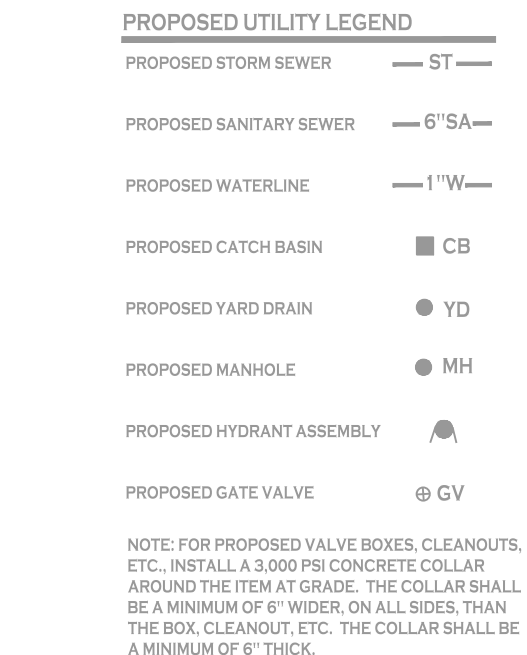 PROPOSED UTILITY LEGEND
PROPOSED STORM SEWER ST
PROPOSED SANITARY SEWER 6"SA
PROPOSED WATERLINE 1"W
PROPOSED CATCH BASIN CB
PROPOSED YARD DRAIN YD
PROPOSED MANHOLE MH
PROPOSED HYDRANT ASSEMBLY
PROPOSED GATE VALVE GV
NOTE: FOR PROPOSED VALVE BOXES, CLEANOUTS,
ETC., INSTALL A 3,000 PSI CONCRETE COLLAR
AROUND THE ITEM AT GRADE. THE COLLAR SHALL
BE A MINIMUM OF 6" WIDER, ON ALL SIDES, THAN
THE BOX, CLEANOUT, ETC. THE COLLAR SHALL BE
A MINIMUM OF 6" THICK.